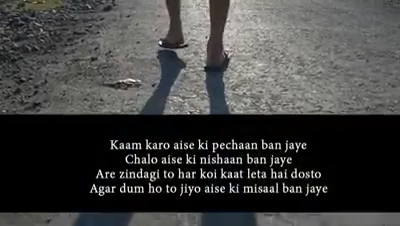 Kaam karo aise ki pechaan ban jaye
Chalo aise ki nishaan ban jaye
Are zindagi to har koi kaat leta hai dosto
Agar dum ho to jiyo aise ki misaal ban jaye